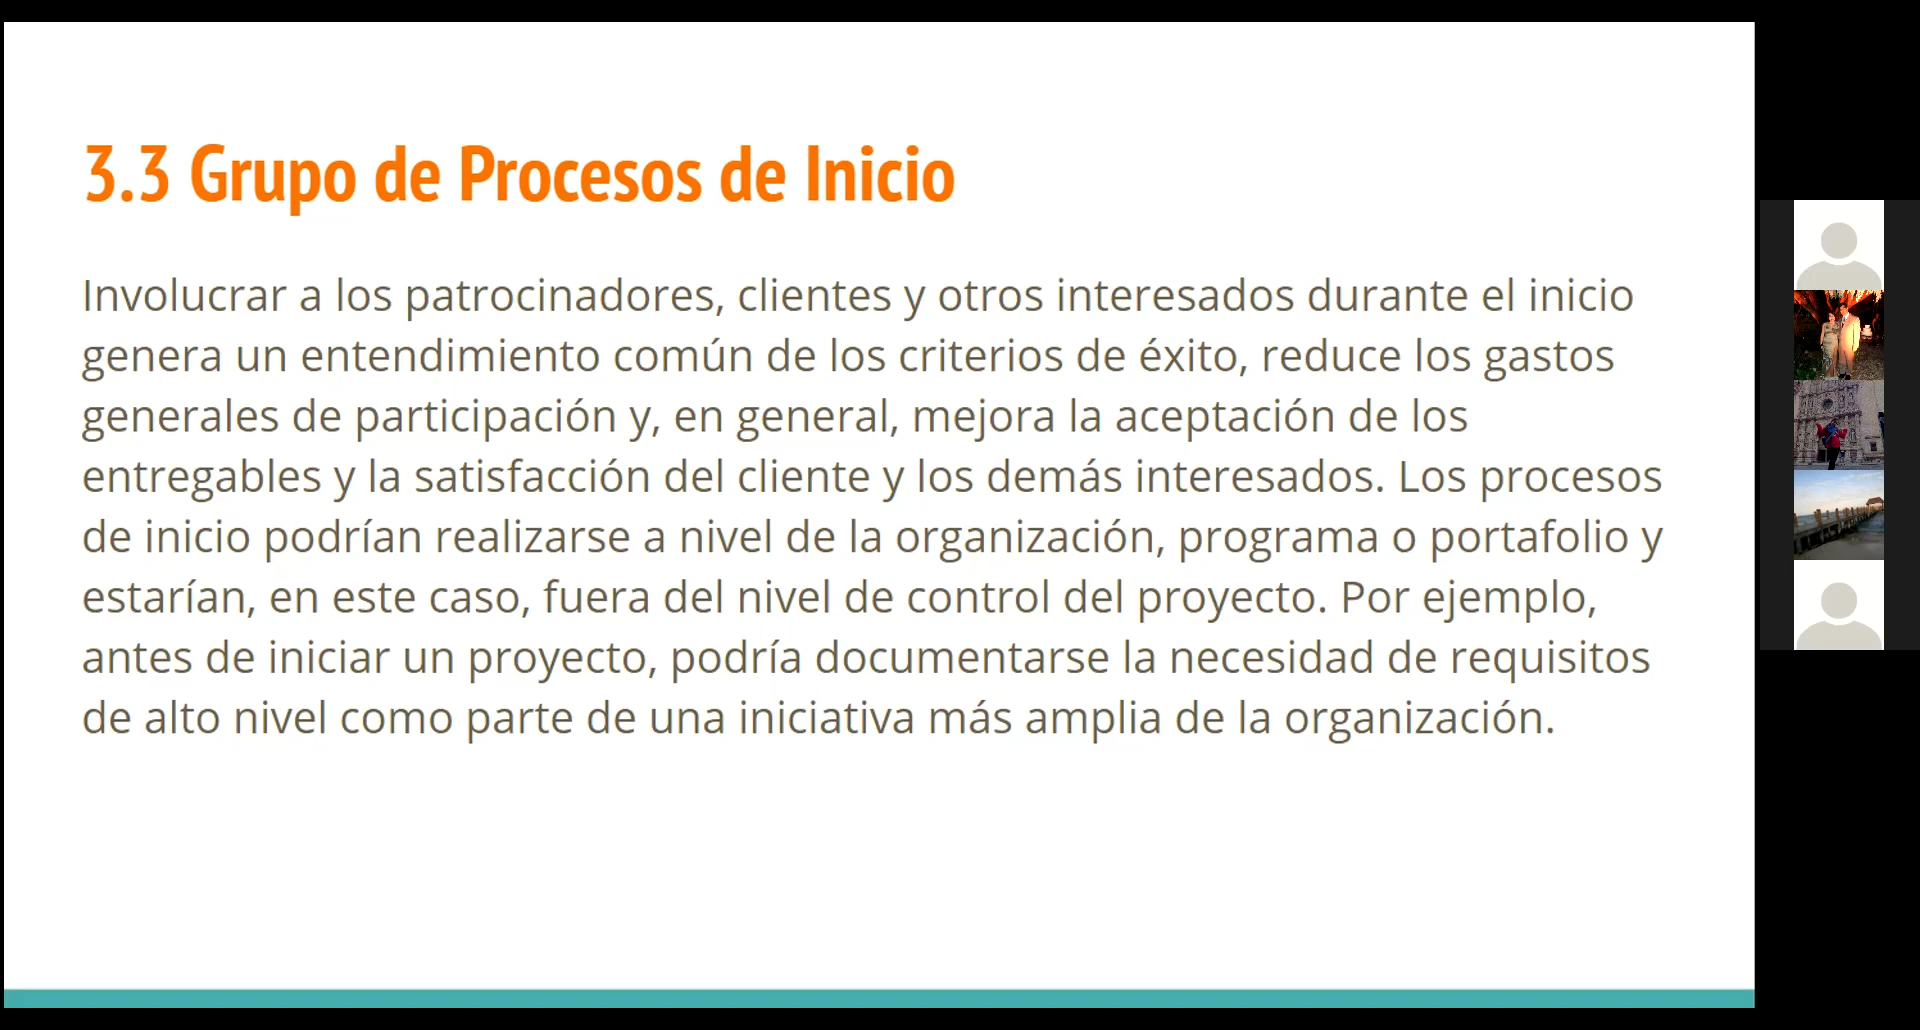 3.3 Grupo de Procesos de Inicio
Involucrar a los patrocinadores, clientes y otros interesados durante el inicio
genera un entendimiento común de los criterios de éxito, reduce los gastos
generales de participación y, en general, mejora la aceptación de los
entregables y la satisfacción del cliente y los demás interesados. Los procesos
de inicio podrían realizarse a nivel de la organización, programa o portafolio y
estarían, en este caso, fuera del nivel de control del proyecto. Por ejemplo,
antes de iniciar un proyecto, podría documentarse la necesidad de requisitos
de alto nivel como parte de una iniciativa más amplia de la organización.